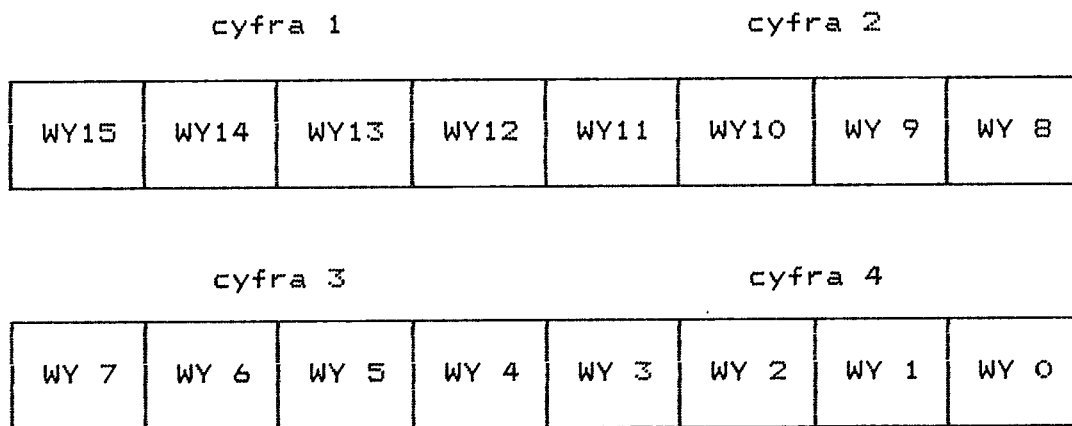 cyfra 1 cyfra 2
WY15 WY14 WY13 WY12 WY11 WY10 WY 9 WY 8
cyfra 3 cyfra 4
WY 7 WY 6 WY 5 WY 4 WY 3 WY 2 WY 1 WY 0